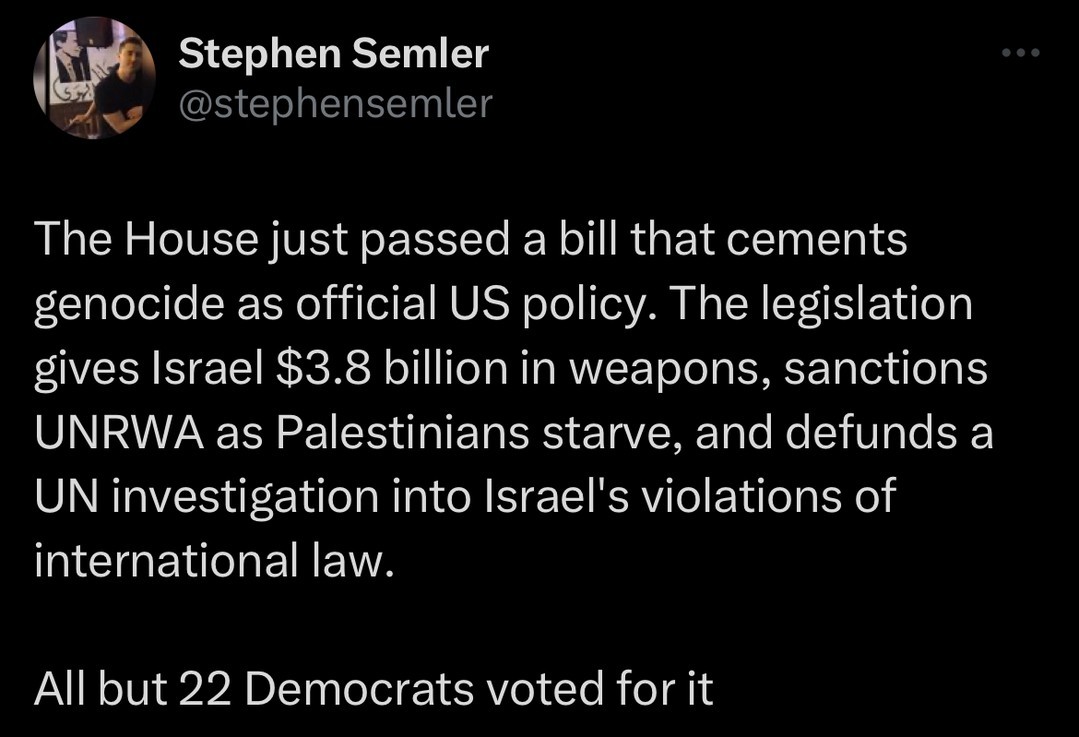 Stephen Semler
@stephensemler
The House just passed a bill that cements
genocide as official US policy. The legislation
gives Israel $3.8 billion in weapons, sanctions
UNRWA as Palestinians starve, and defunds a
UN investigation into Israel's violations of
international law.
All but 22 Democrats voted for it